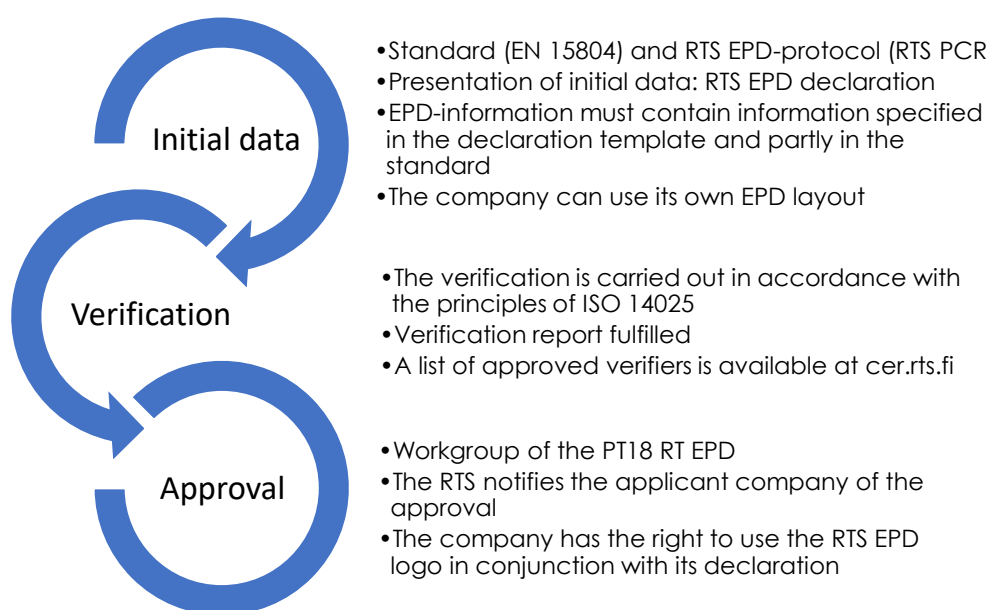 Initial data
•Standard (EN 15804) and RTS EPD-protocol (RTS PCR
•Presentation of initial data: RTS EPD declaration
•EPD-information must contain information specified
in the declaration template and partly in the
standard
•The company can use its own EPD layout
Verification
•The verification is carried out in accordance with
the principles of ISO 14025
•Verification report fulfilled
•A list of approved verifiers is available at cer.rts.fi
Approval
•Workgroup of the PT18 RT EPD
•The RTS notifies the applicant company of the
approval
•The company has the right to use the RTS EPD
logo in conjunction with its declaration